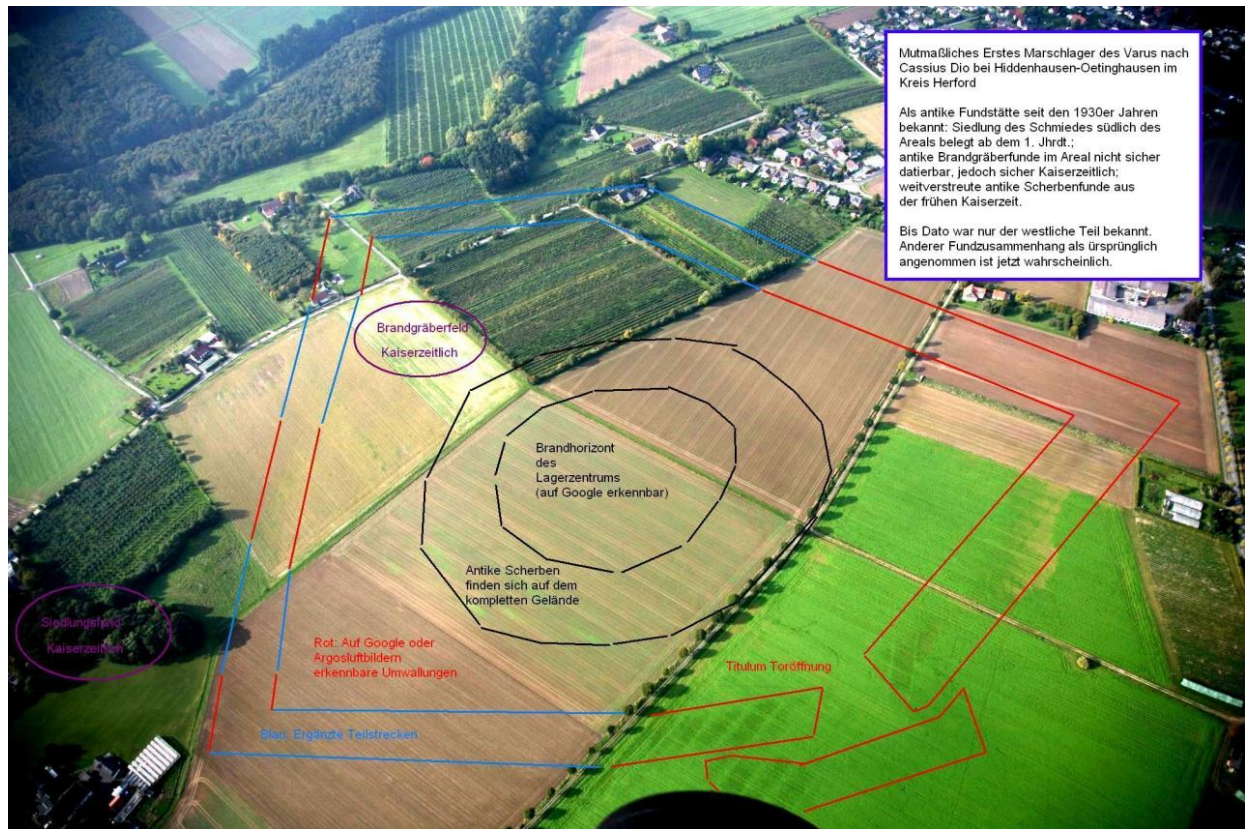 Mutmaßliches Erstes Marschlager des Varus nach
Cassius Dio bei Hiddenhausen-Oetinghausen im
Kreis Herford
Als antike Fundstätte seit den 1930er Jahren
bekannt: Siedlung des Schmiedes südlich des
Areals belegt ab dem 1. Jhrdt.;
antike Brandgräberfunde im Areal nicht sicher
datierbar, jedoch sicher Kaiserzeitlich;
weitverstreute antike Scherbenfunde aus
der frühen Kaiserzeit.
Bis Dato war nur der westliche Teil bekannt.
Anderer Fundzusammenhang als ürsprünglich
angenommen ist jetzt wahrscheinlich.
Brandgräberfeld
Kaiserzeitlich
Brandhorizont
des
Lagerzentrums
(auf Google erkennbar)
Antike Scherben
finden sich auf dem
kompletten Gelände
Siedlungsfund
Kaiserzeitlich
Rot: Auf Google oder
Argosluftbildern
erkennbare Umwallungen
Titulum Toröffnung
Blau: Ergänzte Teilstrecken